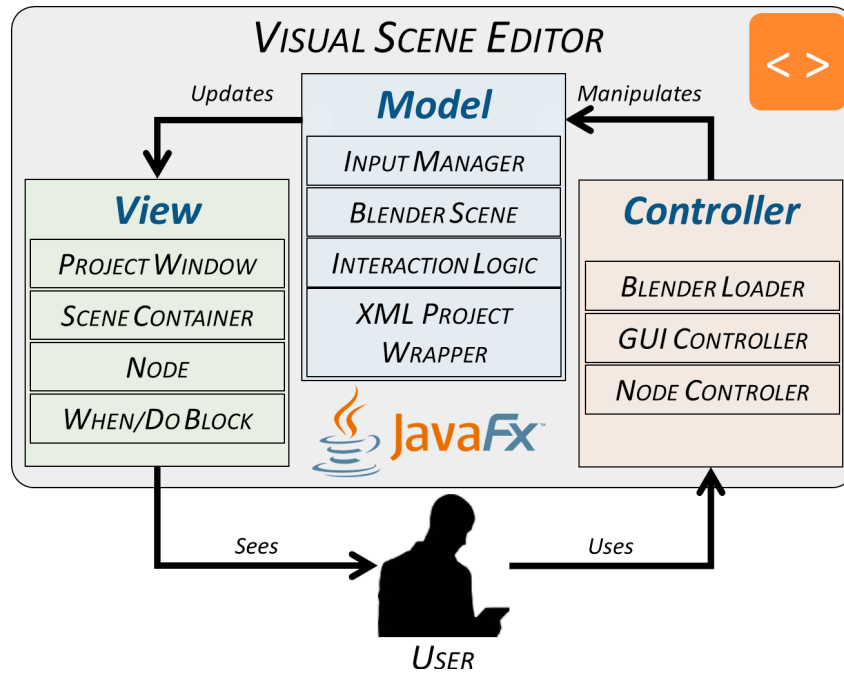 VISUAL SCENE EDITOR
< >
Updates
Manipulates
Model
INPUT MANAGER
BLENDER SCENE
INTERACTION LOGIC
XML PROJECT
WRAPPER
View
PROJECT WINDOW
SCENE CONTAINER
NODE
WHEN/DO BLOCK
Controller
BLENDER LOADER
GUI CONTROLLER
NODE CONTROLER
JavaFx™
Sees
Uses
USER